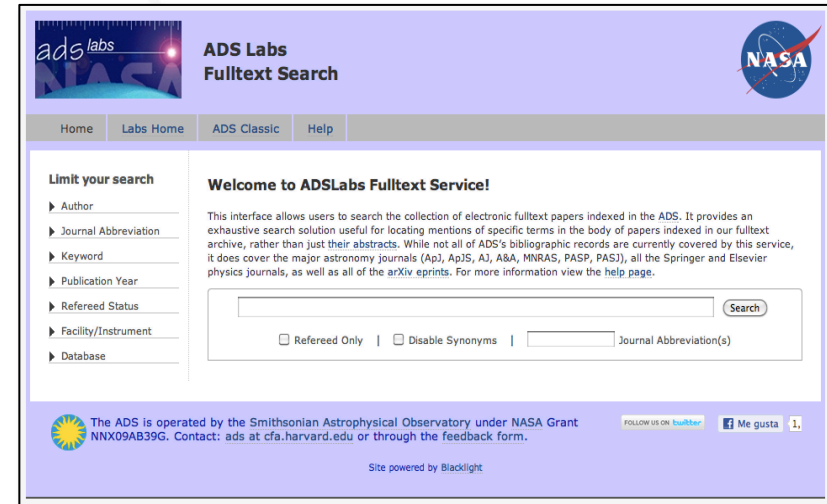 ads labs
NASA
ADS Labs
Fulltext Search
NASA
Home
Labs Home
ADS Classic
Help
Limit your search
Author
Journal Abbreviation
Keyword
Publication Year
Refereed Status
Facility/Instrument
Database
Welcome to ADSLabs Fulltext Service!
This interface allows users to search the collection of electronic fulltext papers indexed in the ADS. It provides an
exhaustive search solution useful for locating mentions of specific terms in the body of papers indexed in our fulltext
archive, rather than just their abstracts. While not all of ADS's bibliographic records are currently covered by this service,
it does cover the major astronomy journals (ApJ, ApJS, AJ, A&A, MNRAS, PASP, PASJ), all the Springer and Elsevier
physics journals, as well as all of the arXiv eprints. For more information view the help page.
Search
Refereed Only | Disable Synonyms | Journal Abbreviation(s)
The ADS is operated by the Smithsonian Astrophysical Observatory under NASA Grant
NNX09AB39G. Contact: ads at cfa.harvard.edu or through the feedback form.
FOLLOW US ON twitter
Me gusta
1,
Site powered by Blacklight